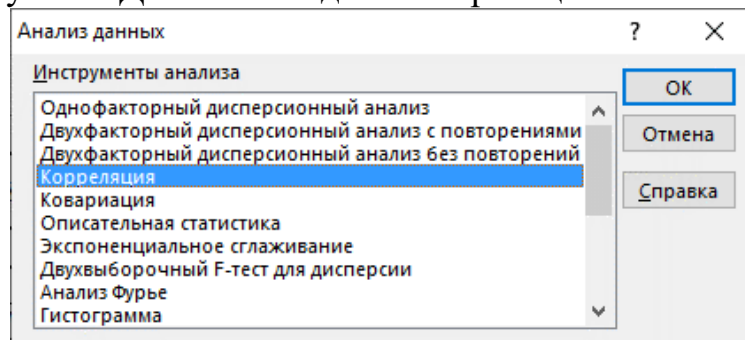 Анализ данных ? ×
Инструменты анализа
Однофакторный дисперсионный анализ
Двухфакторный дисперсионный анализ с повторениями
Двухфакторный дисперсионный анализ без повторений
Корреляция
Ковариация
Описательная статистика
Экспоненциальное сглаживание
Двухвыборочный F-тест для дисперсии
Анализ Фурье
Гистограмма
ОК
Отмена
Справка